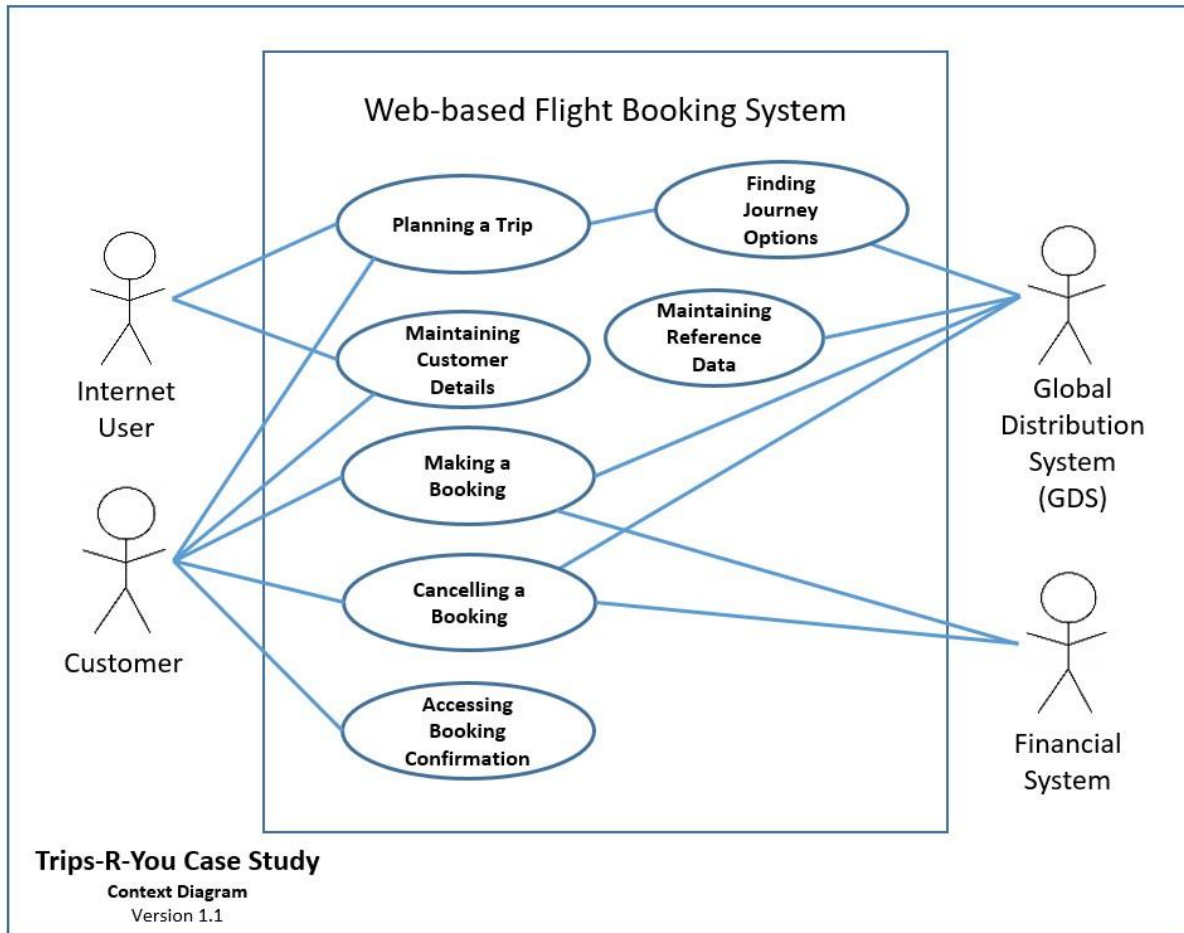 Web-based Flight Booking System
Planning a Trip
Finding
Journey
Options
Maintaining
Customer
Details
Maintaining
Reference
Data
Making a
Booking
Cancelling a
Booking
Accessing
Booking
Confirmation
Internet
User
Customer
Global
Distribution
System
(GDS)
Financial
System
Trips-R-You Case Study
Context Diagram
Version 1.1